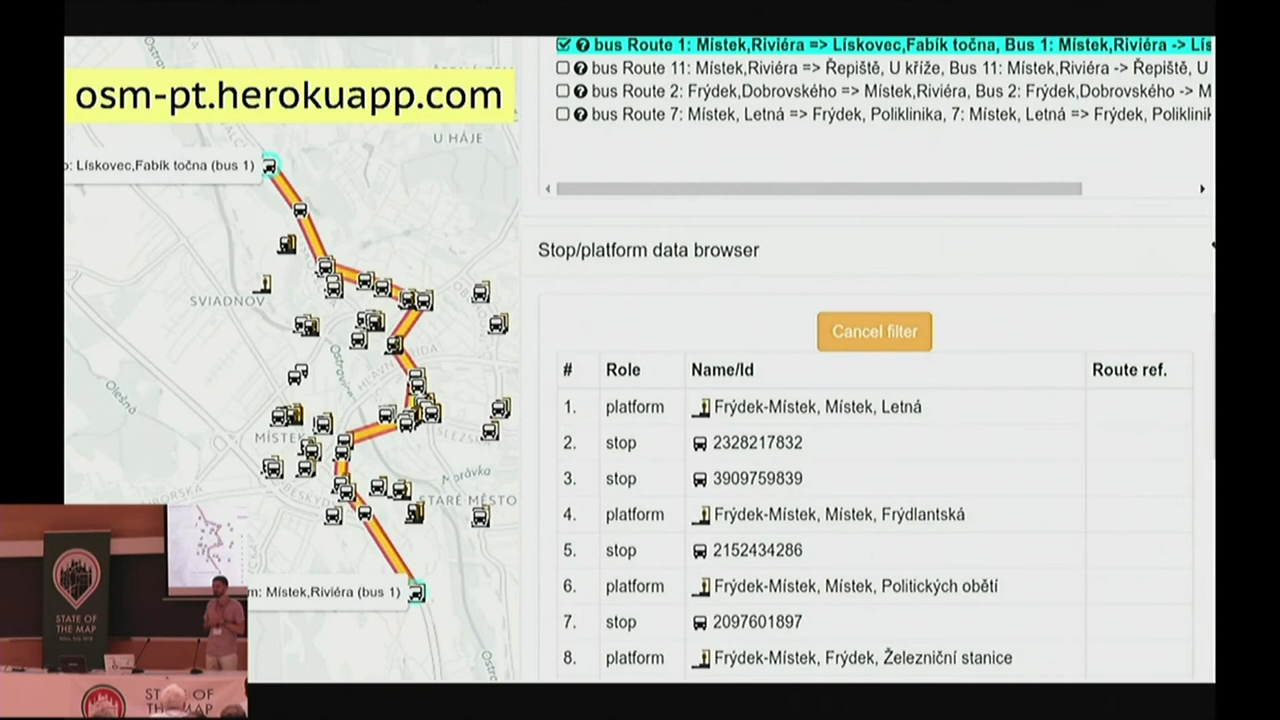 osm-pt.herokuapp.com
U HÁJE
Lískovec,Fabík točna (bus 1)
SVIADNOV
Olešná
Ostravice
MÍSTEK
SLEZSKÁ
Morávka
STARÉ MĚSTO
Místek,Riviéra (bus 1)
bus Route 1: Místek,Riviéra => Lískovec,Fabík točna, Bus 1: Místek,Riviéra -> Lís
bus Route 11: Místek,Riviéra => Řepiště, U kříže, Bus 11: Místek,Riviéra -> Řepiště, U
bus Route 2: Frýdek,Dobrovského => Místek,Riviéra, Bus 2: Frýdek,Dobrovského -> M
bus Route 7: Místek, Letná => Frýdek, Poliklinika, 7: Místek, Letná => Frýdek, Poliklinik
Stop/platform data browser
Cancel filter
# Role Name/Id Route ref.
1. platform Frýdek-Místek, Místek, Letná
2. stop 2328217832
3. stop 3909759839
4. platform Frýdek-Místek, Místek, Frýdlantská
5. stop 2152434286
6. platform Frýdek-Místek, Místek, Politických obětí
7. stop 2097601897
8. platform Frýdek-Místek, Frýdek, Železniční stanice
STATE OF
THE MAP